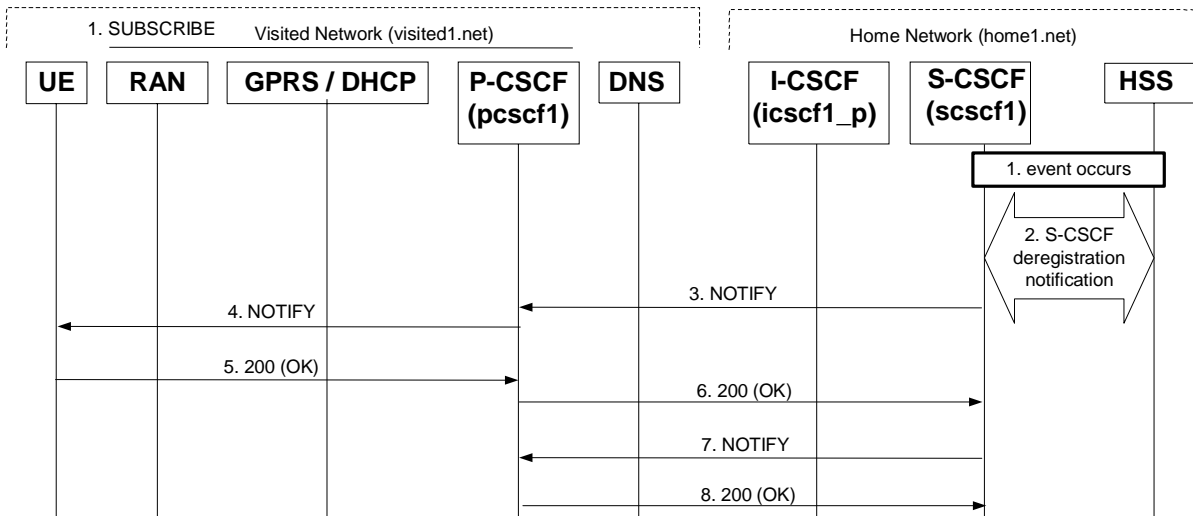 1. SUBSCRIBE
Visited Network (visited1.net)
Home Network (home1.net)
UE
RAN
GPRS / DHCP
P-CSCF
(pcscf1)
DNS
I-CSCF
(icscf1_p)
S-CSCF
(scscf1)
HSS
1. event occurs
2. S-CSCF
deregistration
notification
3. NOTIFY
4. NOTIFY
5. 200 (OK)
6. 200 (OK)
7. NOTIFY
8. 200 (OK)